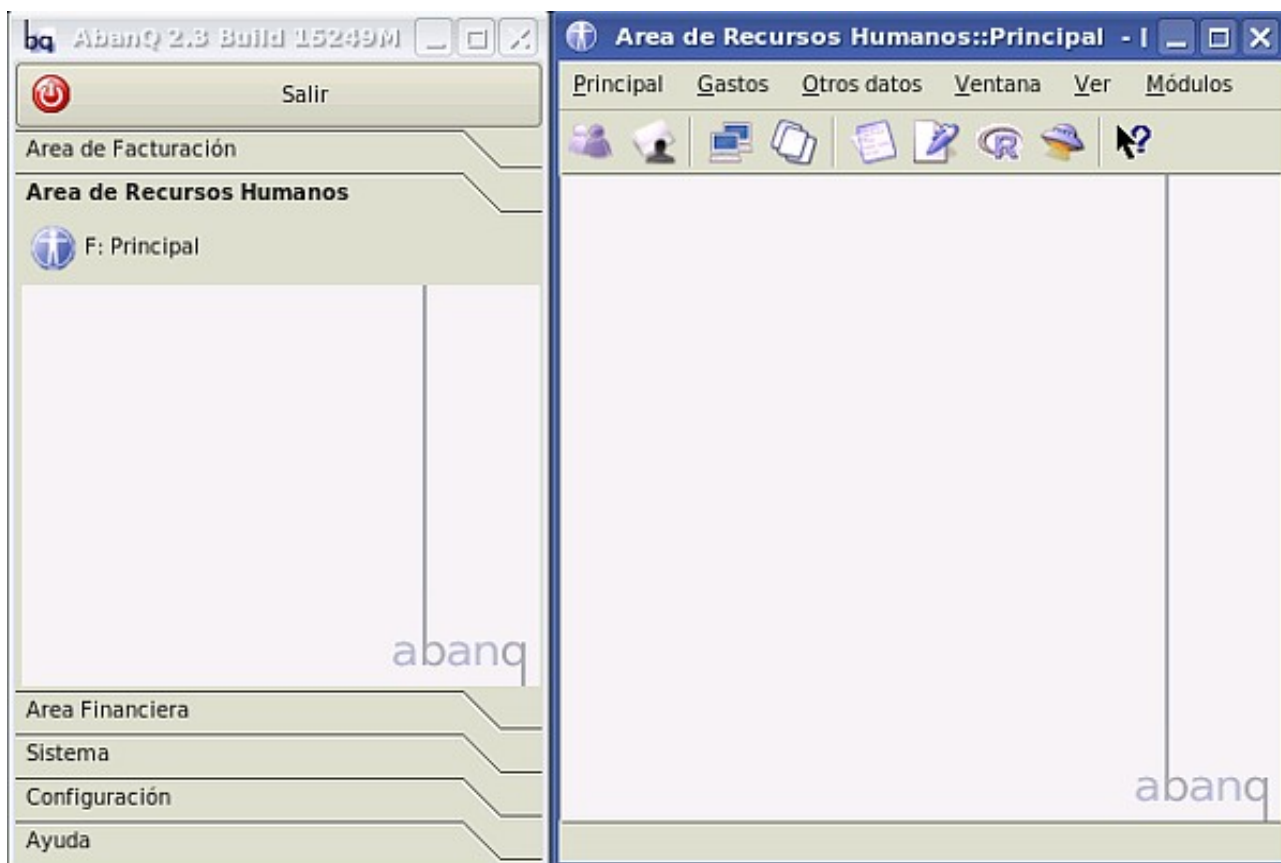 bq AbanQ 2.3 Build 15249M
Salir
Area de Facturación
Area de Recursos Humanos
F: Principal
abanq
Area Financiera
Sistema
Configuración
Ayuda
Area de Recursos Humanos::Principal - [
Principal Gastos Otros datos Ventana Ver Módulos
R ?
abanq